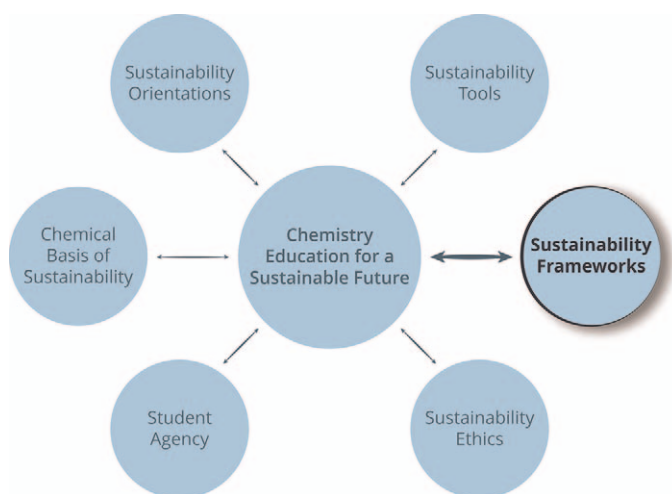 Sustainability
Orientations
Sustainability
Tools
Chemical
Basis of
Sustainability
Chemistry
Education for a
Sustainable Future
Sustainability
Frameworks
Student
Agency
Sustainability
Ethics